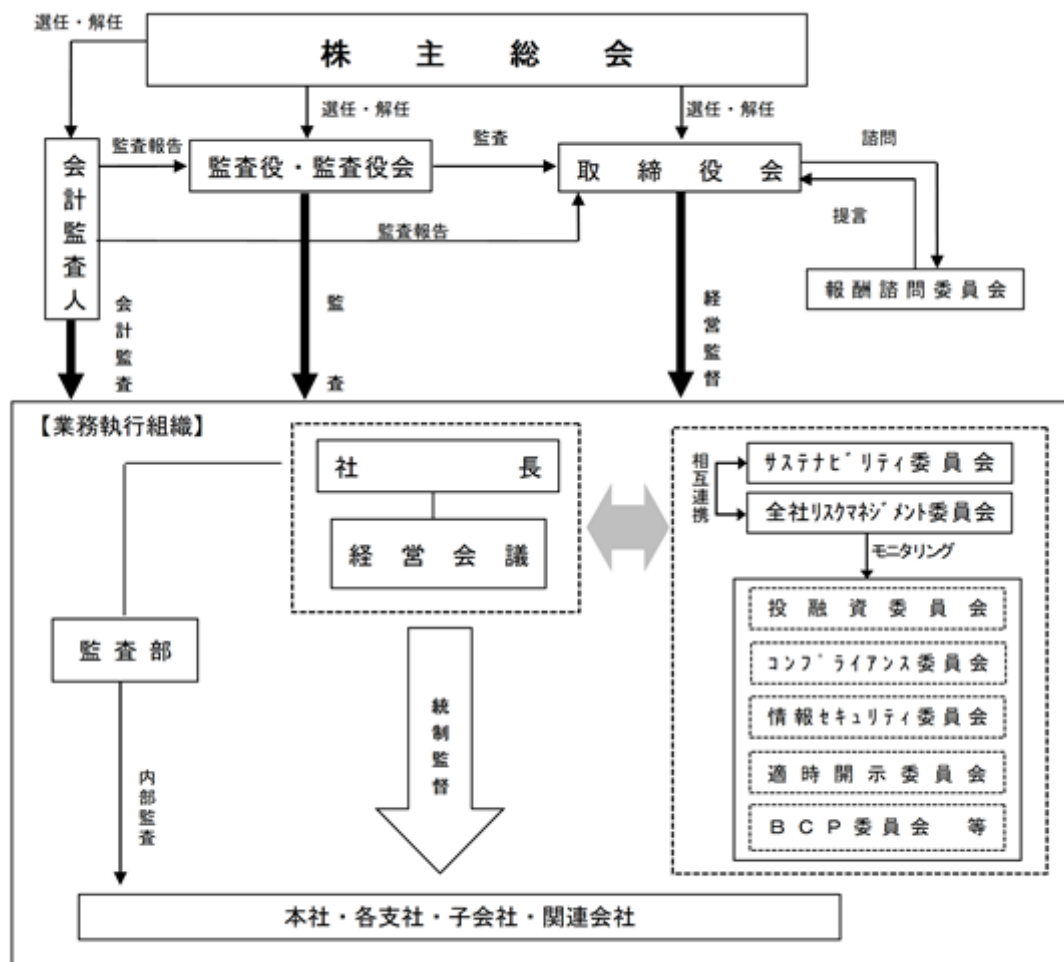 選任・解任
株主総会
選任・解任
選任・解任
会計監査人
監査報告
監査役・監査役会
監査
取締役会
諮問
監査報告
提言
報酬諮問委員会
会計監査
監査
経営監督
【業務執行組織】
社長
経営会議
相互連携
サステナビリティ委員会
全社リスクマネジメント委員会
モニタリング
投融資委員会
コンプライアンス委員会
情報セキュリティ委員会
適時開示委員会
BCP委員会 等
監査部
統制監督
内部監査
本社・各支社・子会社・関連会社